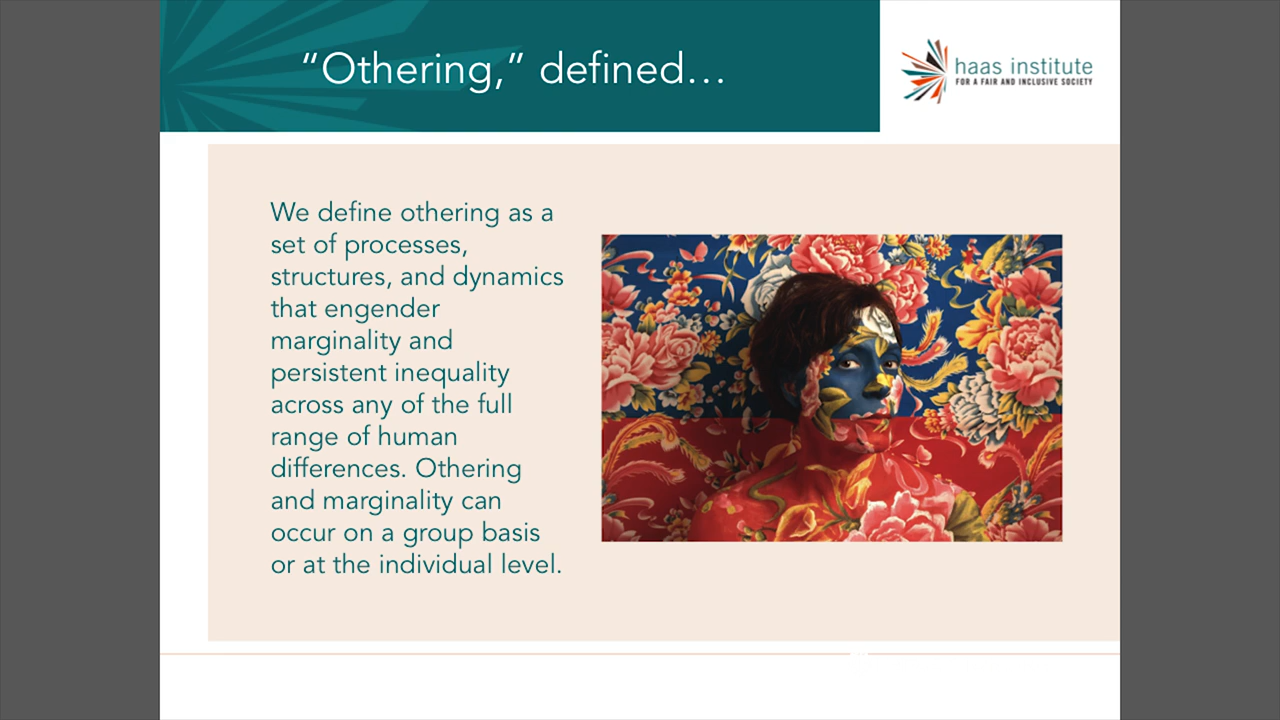 “Othering,” defined…
haas institute
FOR A FAIR AND INCLUSIVE SOCIETY
We define othering as a
set of processes,
structures, and dynamics
that engender
marginality and
persistent inequality
across any of the full
range of human
differences. Othering
and marginality can
occur on a group basis
or at the individual level.